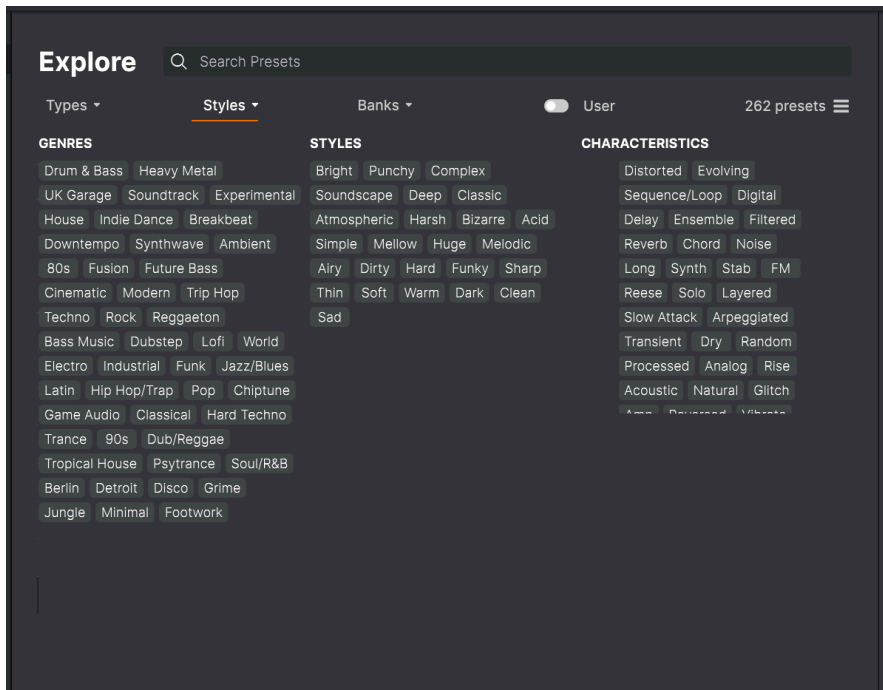 Explore
Search Presets
Types Styles Banks User 262 presets
GENRES
Drum & Bass Heavy Metal
UK Garage Soundtrack Experimental
House Indie Dance Breakbeat
Downtempo Synthwave Ambient
80s Fusion Future Bass
Cinematic Modern Trip Hop
Techno Rock Reggaeton
Bass Music Dubstep Lofi World
Electro Industrial Funk Jazz/Blues
Latin Hip Hop/Trap Pop Chiptune
Game Audio Classical Hard Techno
Trance 90s Dub/Reggae
Tropical House Psytrance Soul/R&B
Berlin Detroit Disco Grime
Jungle Minimal Footwork
STYLES
Bright Punchy Complex
Soundscape Deep Classic
Atmospheric Harsh Bizarre Acid
Simple Mellow Huge Melodic
Airy Dirty Hard Funky Sharp
Thin Soft Warm Dark Clean
Sad
CHARACTERISTICS
Distorted Evolving
Sequence/Loop Digital
Delay Ensemble Filtered
Reverb Chord Noise
Long Synth Stab FM
Reese Solo Layered
Slow Attack Arpeggiated
Transient Dry Random
Processed Analog Rise
Acoustic Natural Glitch